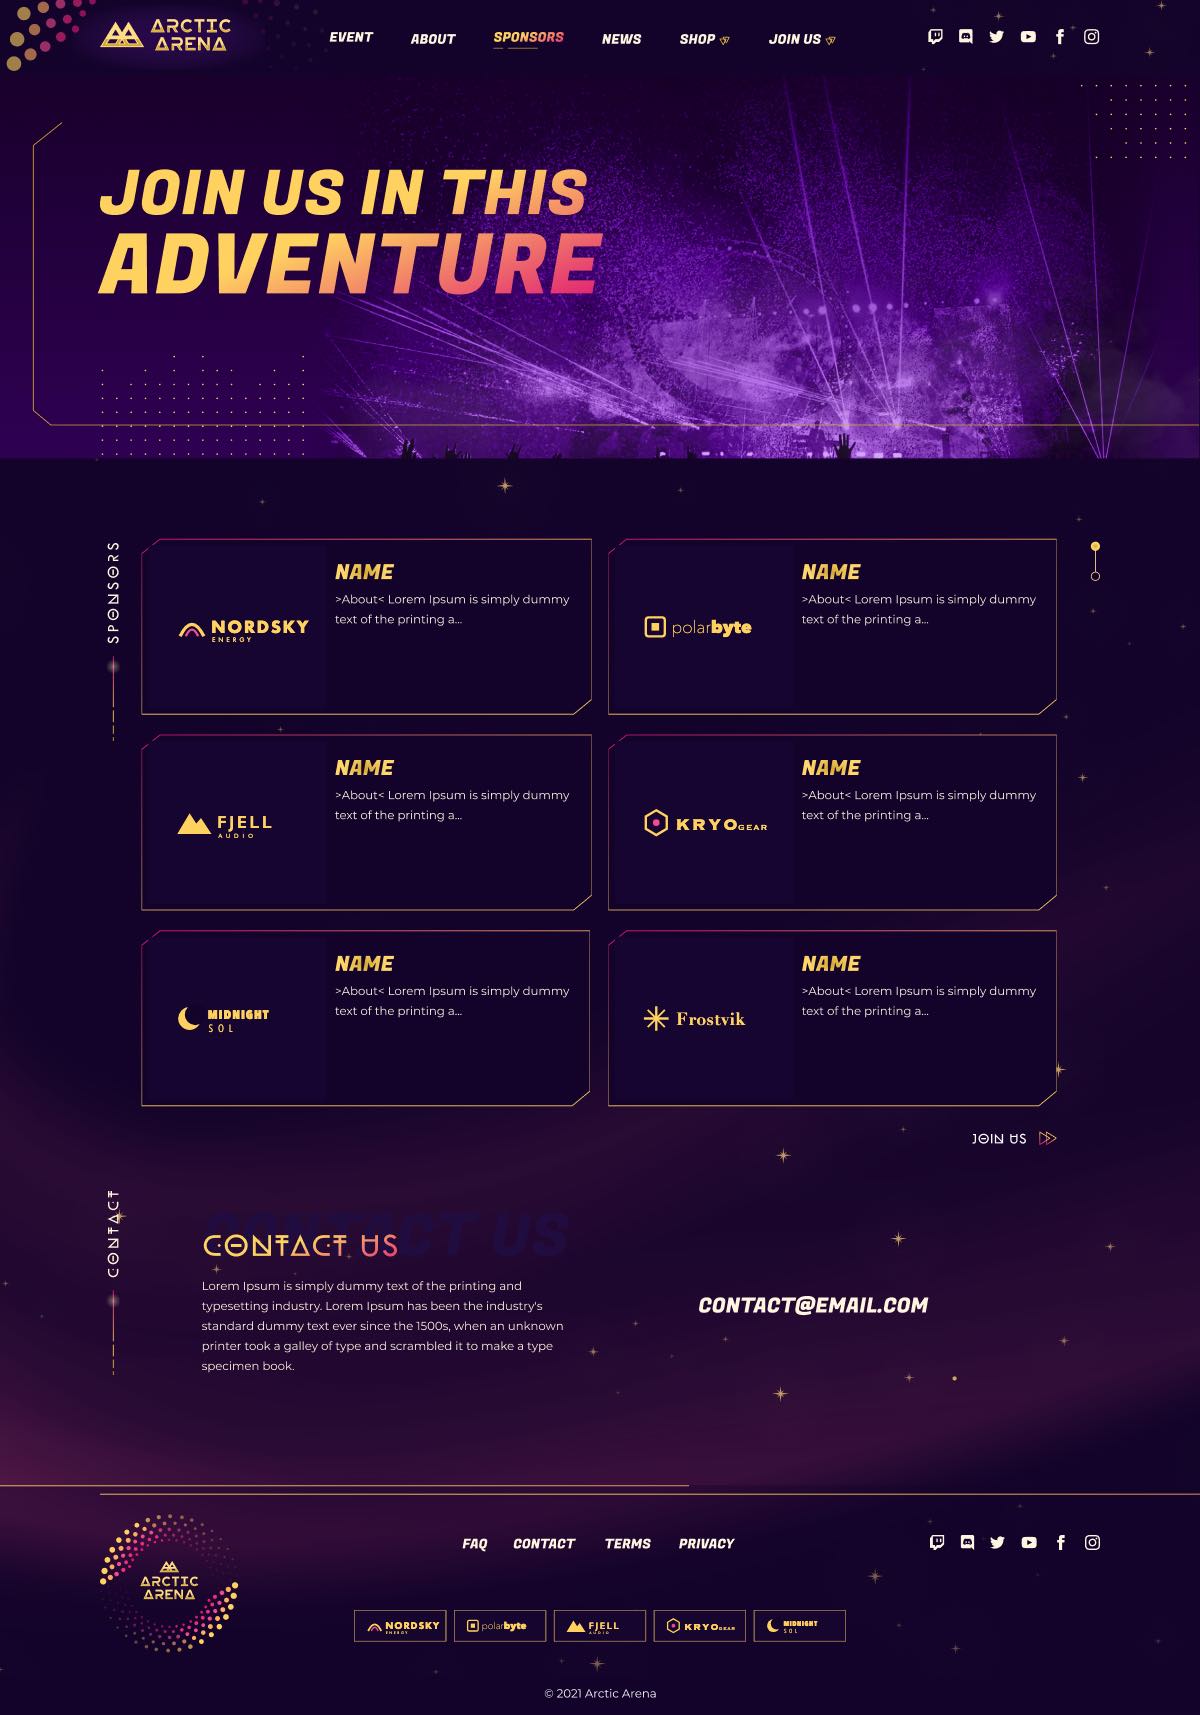 ARCTIC
ARENA
EVENT
ABOUT
SPONSORS
NEWS
SHOP
JOIN US
JOIN US IN THIS
ADVENTURE
SPONSORS
NORDSKY
ENERGY
NAME
>About< Lorem Ipsum is simply dummy
text of the printing a...
polarbyte
NAME
>About< Lorem Ipsum is simply dummy
text of the printing a...
FJELL
AUDIO
NAME
>About< Lorem Ipsum is simply dummy
text of the printing a...
KRYOGEAR
NAME
>About< Lorem Ipsum is simply dummy
text of the printing a...
MIDNIGHT
SOL
NAME
>About< Lorem Ipsum is simply dummy
text of the printing a...
Frostvik
NAME
>About< Lorem Ipsum is simply dummy
text of the printing a...
JOIN US
CONTACT
CONTACT US
CONTACT US
Lorem Ipsum is simply dummy text of the printing and
typesetting industry. Lorem Ipsum has been the industry's
standard dummy text ever since the 1500s, when an unknown
printer took a galley of type and scrambled it to make a type
specimen book.
CONTACT@EMAIL.COM
ARCTIC
ARENA
FAQ
CONTACT
TERMS
PRIVACY
NORDSKY
ENERGY
polarbyte
FJELL
AUDIO
KRYOGEAR
MIDNIGHT
SOL
© 2021 Arctic Arena